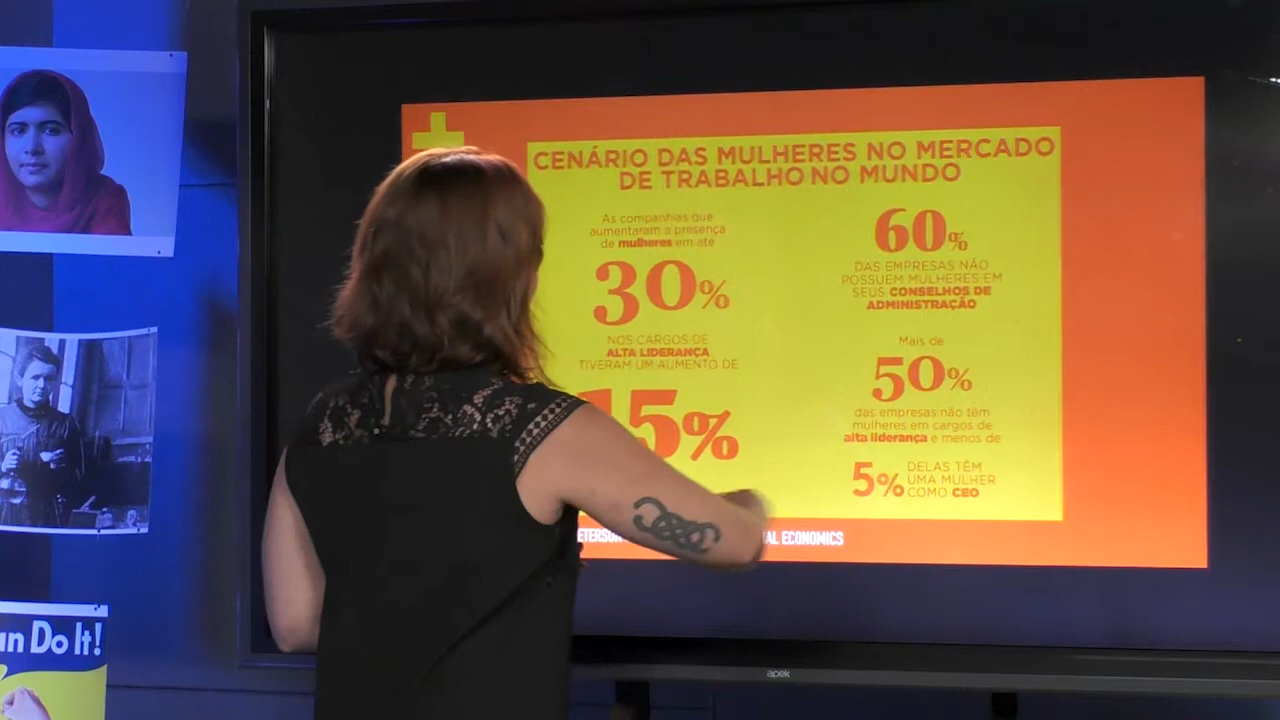 CENÁRIO DAS MULHERES NO MERCADO
DE TRABALHO NO MUNDO
As companhias que
aumentaram a presença
de mulheres em até
30%
NOS CARGOS DE
ALTA LIDERANÇA
TIVERAM UM AUMENTO DE
15%
60%
DAS EMPRESAS NÃO
POSSUEM MULHERES EM
SEUS CONSELHOS DE
ADMINISTRAÇÃO
Mais de
50%
das empresas não têm
mulheres em cargos de
alta liderança e menos de
5% DELAS TÊM
UMA MULHER
COMO CEO
ECONOMICS
Do It!
apek